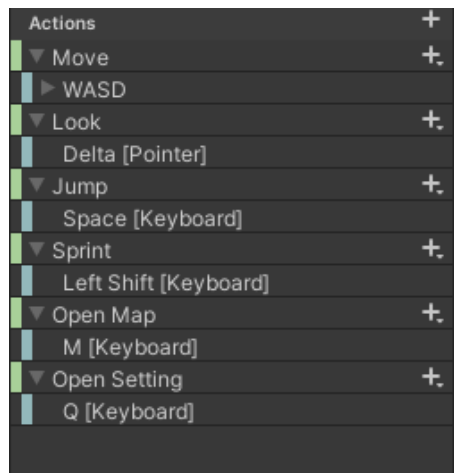 Actions
Move
WASD
Look
Delta [Pointer]
Jump
Space [Keyboard]
Sprint
Left Shift [Keyboard]
Open Map
M [Keyboard]
Open Setting
Q [Keyboard]